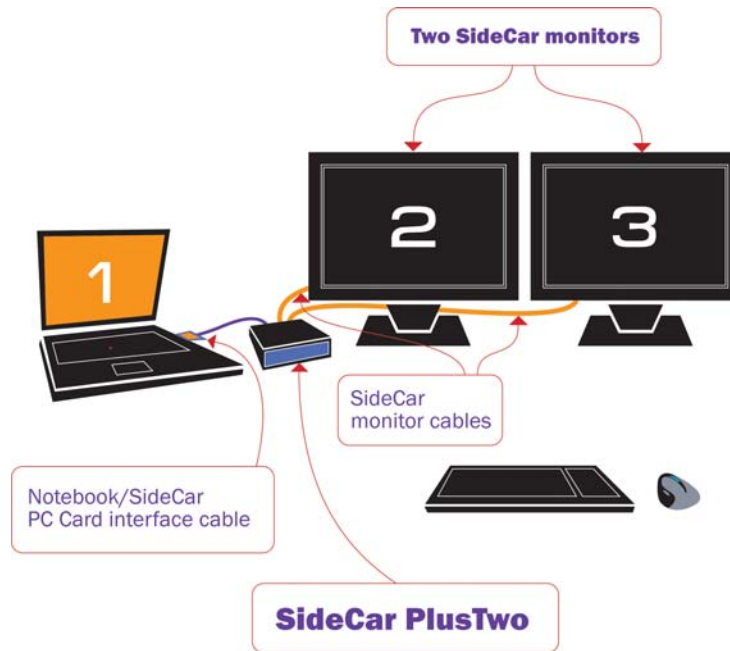 Two SideCar monitors
1
2
3
SideCar
monitor cables
Notebook/SideCar
PC Card interface cable
SideCar PlusTwo